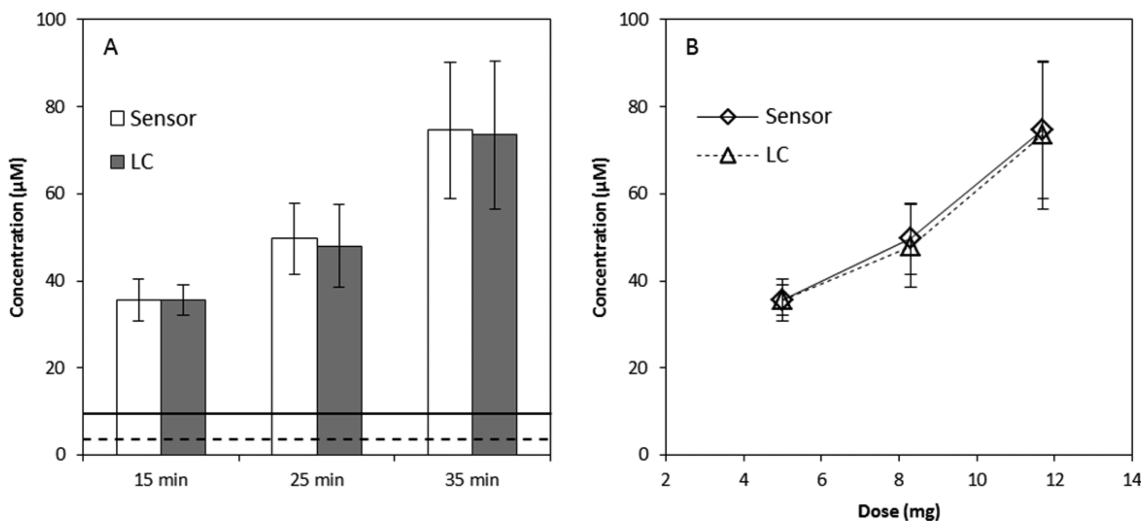 A
Sensor
LC
Concentration (µM)
100
80
60
40
20
0
15 min
25 min
35 min
B
Sensor
LC
Concentration (µM)
100
80
60
40
20
0
2
4
6
8
10
12
14
Dose (mg)